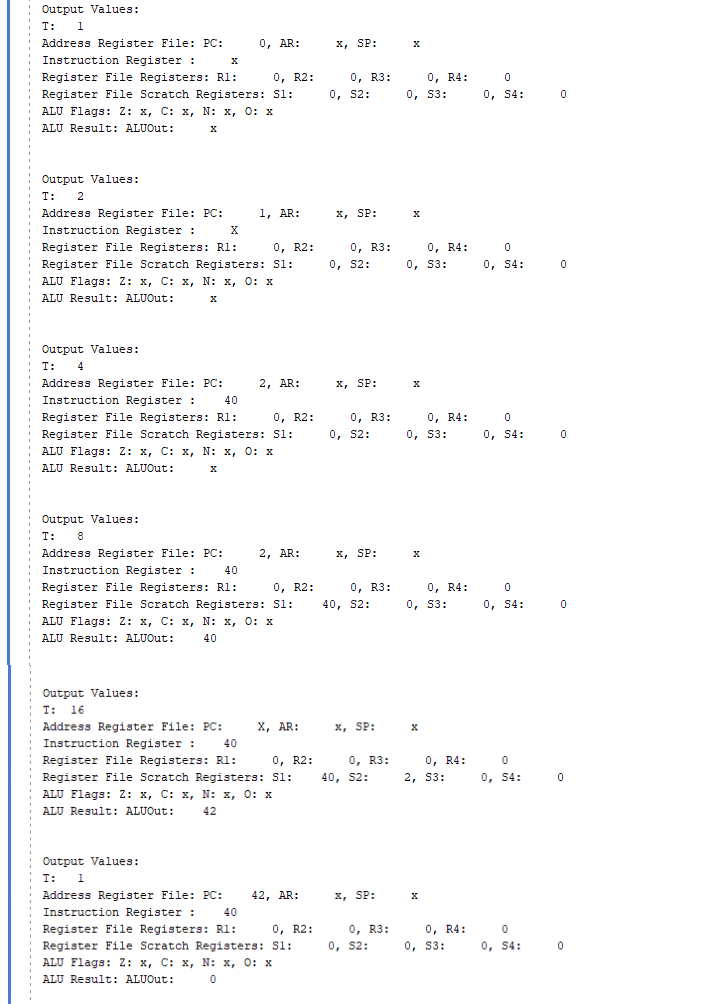 Output Values:
T:   1
Address Register File: PC:     0, AR:     x, SP:     x
Instruction Register :     x
Register File Registers: R1:     0, R2:     0, R3:     0, R4:     0
Register File Scratch Registers: S1:     0, S2:     0, S3:     0, S4:     0
ALU Flags: Z: x, C: x, N: x, O: x
ALU Result: ALUOut:     x
Output Values:
T:   2
Address Register File: PC:     1, AR:     x, SP:     x
Instruction Register :     X
Register File Registers: R1:     0, R2:     0, R3:     0, R4:     0
Register File Scratch Registers: S1:     0, S2:     0, S3:     0, S4:     0
ALU Flags: Z: x, C: x, N: x, O: x
ALU Result: ALUOut:     x
Output Values:
T:   4
Address Register File: PC:     2, AR:     x, SP:     x
Instruction Register :    40
Register File Registers: R1:     0, R2:     0, R3:     0, R4:     0
Register File Scratch Registers: S1:     0, S2:     0, S3:     0, S4:     0
ALU Flags: Z: x, C: x, N: x, O: x
ALU Result: ALUOut:     x
Output Values:
T:   8
Address Register File: PC:     2, AR:     x, SP:     x
Instruction Register :    40
Register File Registers: R1:     0, R2:     0, R3:     0, R4:     0
Register File Scratch Registers: S1:    40, S2:     0, S3:     0, S4:     0
ALU Flags: Z: x, C: x, N: x, O: x
ALU Result: ALUOut:    40
Output Values:
T:  16
Address Register File: PC:     X, AR:     x, SP:     x
Instruction Register :    40
Register File Registers: R1:     0, R2:     0, R3:     0, R4:     0
Register File Scratch Registers: S1:    40, S2:     2, S3:     0, S4:     0
ALU Flags: Z: x, C: x, N: x, O: x
ALU Result: ALUOut:    42
Output Values:
T:   1
Address Register File: PC:    42, AR:     x, SP:     x
Instruction Register :    40
Register File Registers: R1:     0, R2:     0, R3:     0, R4:     0
Register File Scratch Registers: S1:     0, S2:     0, S3:     0, S4:     0
ALU Flags: Z: x, C: x, N: x, O: x
ALU Result: ALUOut:     0